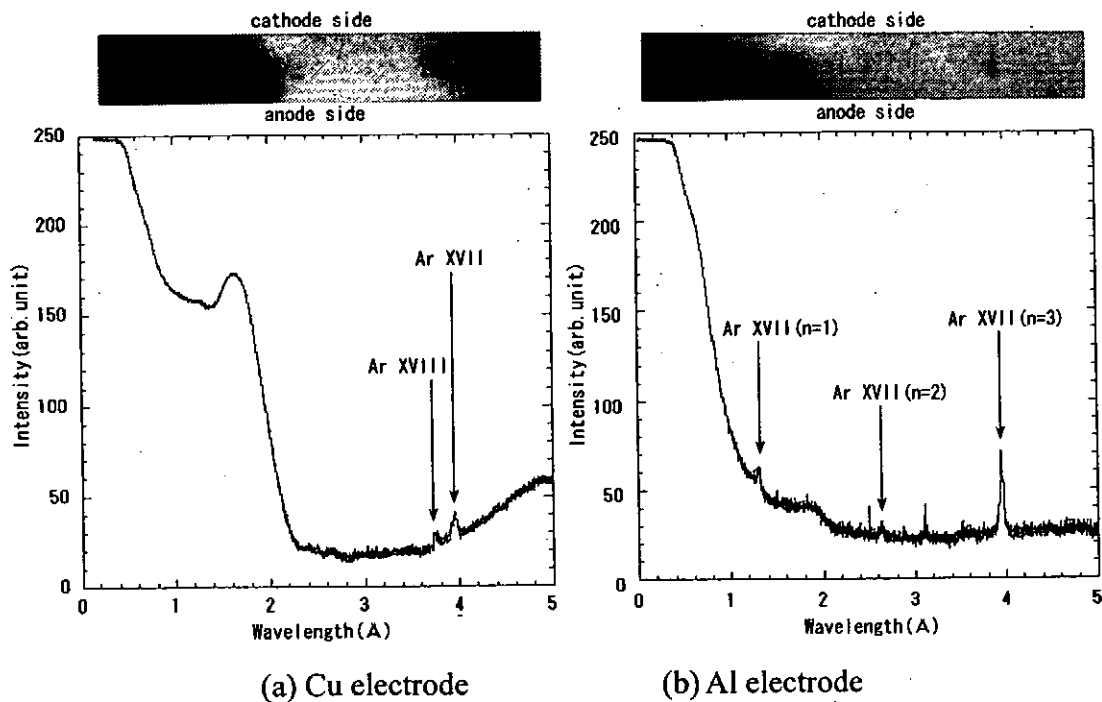 cathode side
anode side
250
200
150
100
50
0
Intensity(arb. unit)
Ar XVII
Ar XVIII
0 1 2 3 4 5
Wavelength(A)
(a) Cu electrode
cathode side
anode side
250
200
150
100
50
0
Intensity(arb. unit)
Ar XVII(n=1)
Ar XVII(n=2)
Ar XVII(n=3)
0 1 2 3 4 5
Wavelength(A)
(b) Al electrode